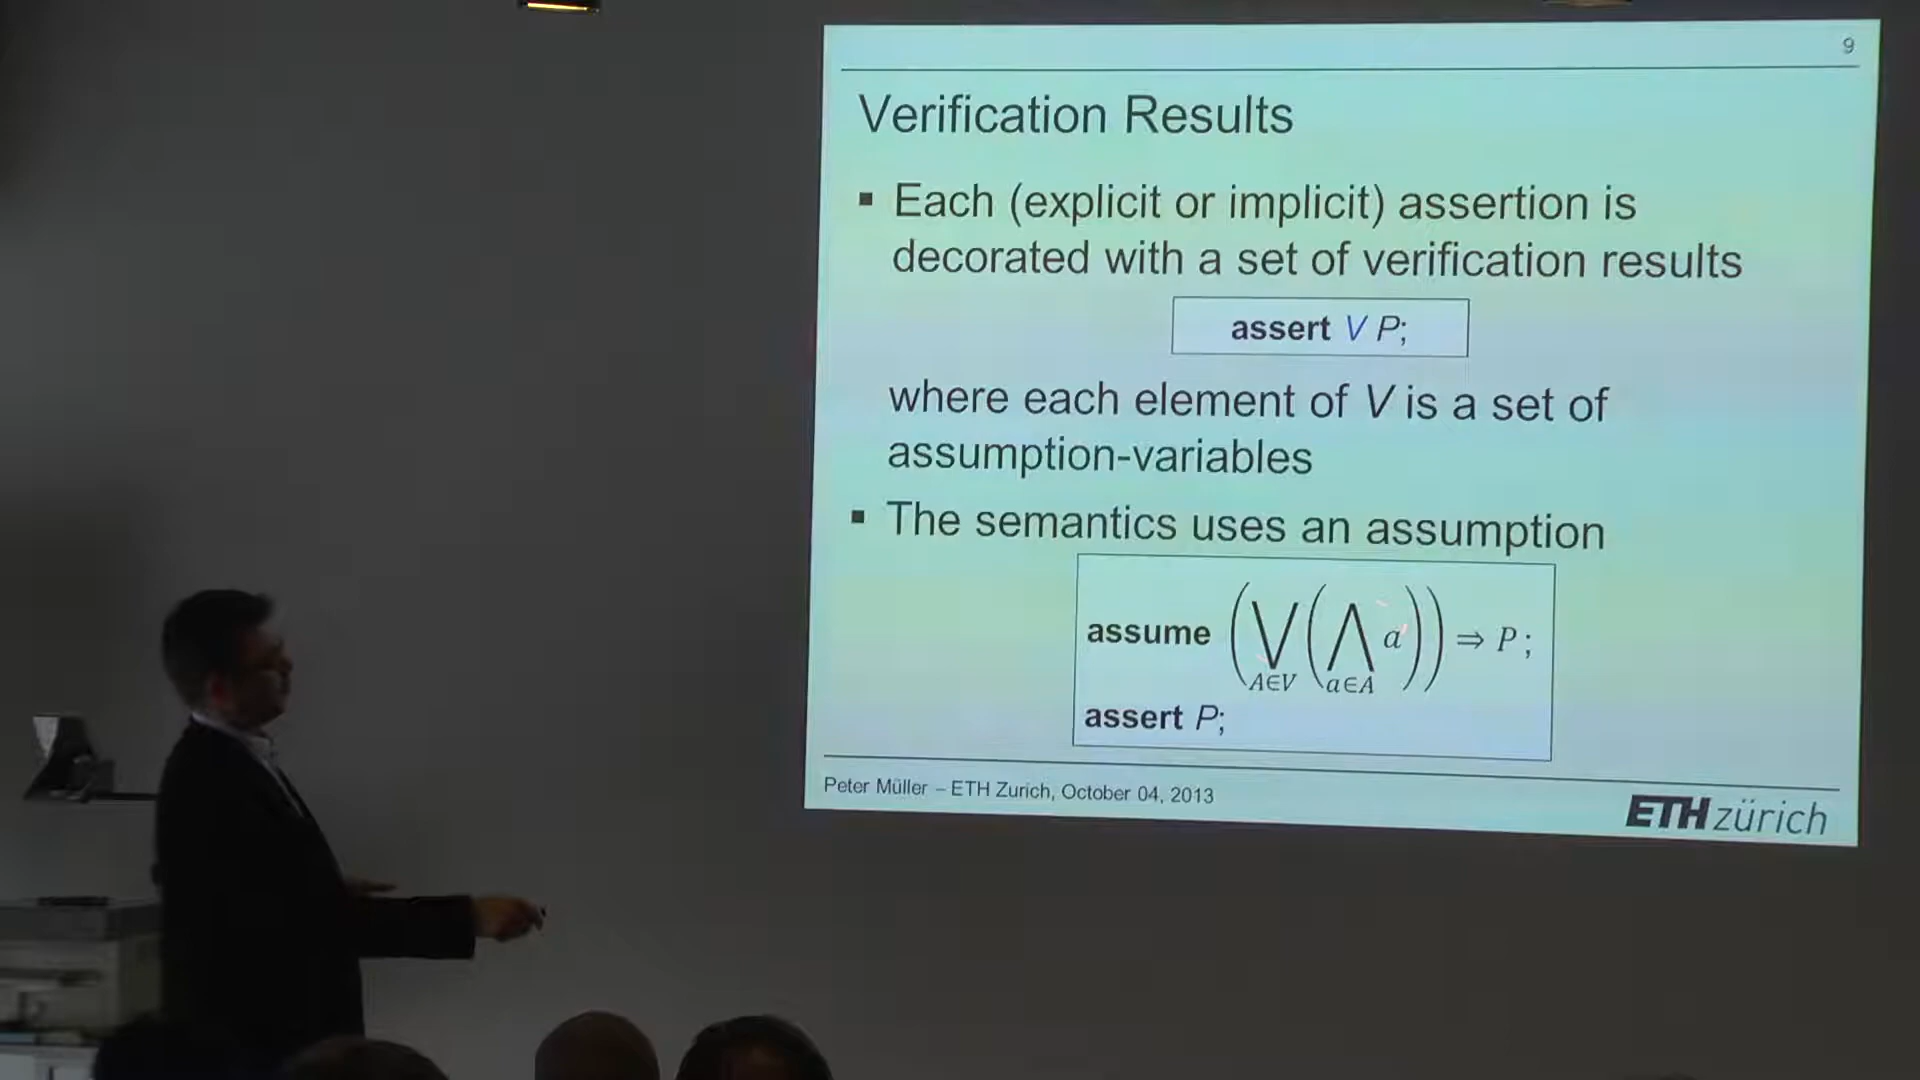 9
Verification Results
▪ Each (explicit or implicit) assertion is
decorated with a set of verification results
assert V P;
where each element of V is a set of
assumption-variables
▪ The semantics uses an assumption
assume (⋁_{A∈V} (⋀_{a∈A} a)) ⇒ P;
assert P;
Peter Müller – ETH Zurich, October 04, 2013
ETH zürich